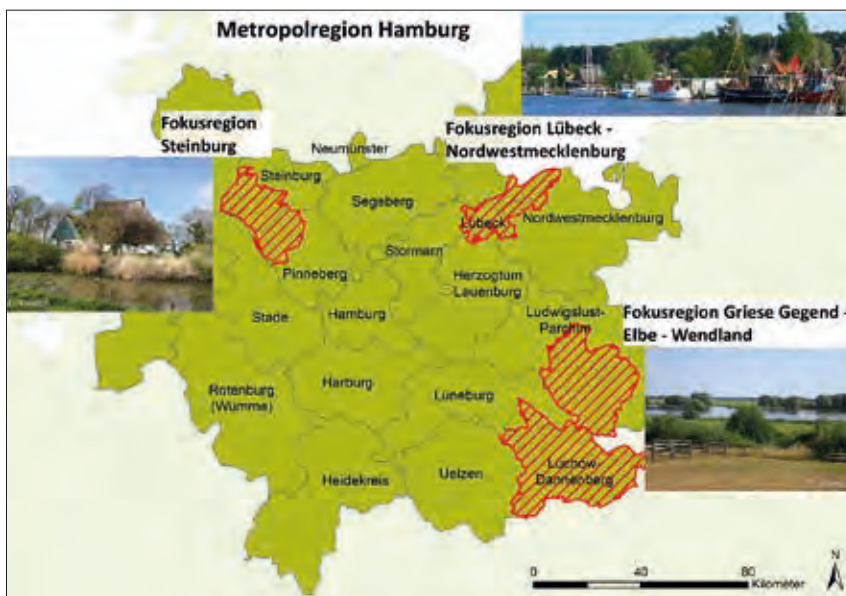 Metropolregion Hamburg
Fokusregion
Steinburg
Fokusregion Lübeck -
Nordwestmecklenburg
Neumünster
Steinburg
Segeberg
Lübeck
Nordwestmecklenburg
Stormarn
Pinneberg
Herzogtum
Lauenburg
Stade
Hamburg
Ludwigslust-
Parchim
Fokusregion Griese Gegend -
Elbe - Wendland
Rotenburg
(Wümme)
Harburg
Lüneburg
Heidekreis
Uelzen
Lüchow-
Dannenberg
N
0
40
80
Kilometer